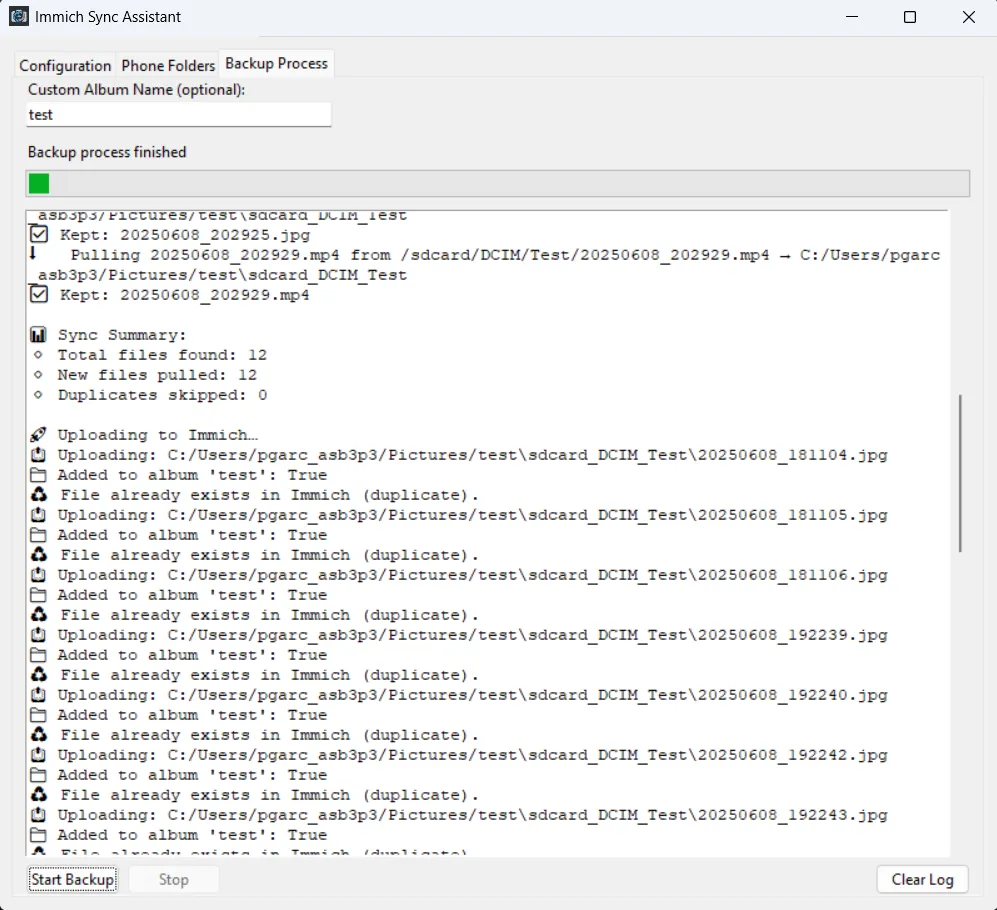 Immich Sync Assistant
Configuration Phone Folders Backup Process
Custom Album Name (optional):
test
Backup process finished
_asb3p3/Pictures/test\sdcard_DCIM_Test
Kept: 20250608_202925.jpg
Pulling 20250608_202929.mp4 from /sdcard/DCIM/Test/20250608_202929.mp4 → C:/Users/pgarc
_asb3p3/Pictures/test\sdcard_DCIM_Test
Kept: 20250608_202929.mp4
Sync Summary:
Total files found: 12
New files pulled: 12
Duplicates skipped: 0
Uploading to Immich…
Uploading: C:/Users/pgarc_asb3p3/Pictures/test\sdcard_DCIM_Test\20250608_181104.jpg
Added to album 'test': True
File already exists in Immich (duplicate).
Uploading: C:/Users/pgarc_asb3p3/Pictures/test\sdcard_DCIM_Test\20250608_181105.jpg
Added to album 'test': True
File already exists in Immich (duplicate).
Uploading: C:/Users/pgarc_asb3p3/Pictures/test\sdcard_DCIM_Test\20250608_181106.jpg
Added to album 'test': True
File already exists in Immich (duplicate).
Uploading: C:/Users/pgarc_asb3p3/Pictures/test\sdcard_DCIM_Test\20250608_192239.jpg
Added to album 'test': True
File already exists in Immich (duplicate).
Uploading: C:/Users/pgarc_asb3p3/Pictures/test\sdcard_DCIM_Test\20250608_192240.jpg
Added to album 'test': True
File already exists in Immich (duplicate).
Uploading: C:/Users/pgarc_asb3p3/Pictures/test\sdcard_DCIM_Test\20250608_192242.jpg
Added to album 'test': True
File already exists in Immich (duplicate).
Uploading: C:/Users/pgarc_asb3p3/Pictures/test\sdcard_DCIM_Test\20250608_192243.jpg
Added to album 'test': True
File already exists in Immich (duplicate).
Start Backup Stop Clear Log